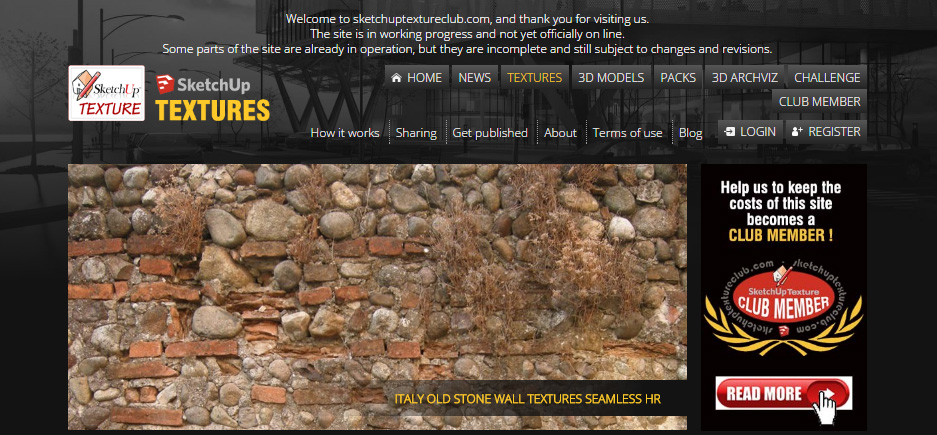 Welcome to sketchuptextureclub.com, and thank you for visiting us.
The site is in working progress and not yet officially on line.
Some parts of the site are already in operation, but they are incomplete and still subject to changes and revisions.
SketchUp
TEXTURE
SketchUp
TEXTURES
HOME NEWS TEXTURES 3D MODELS PACKS 3D ARCHVIZ CHALLENGE
CLUB MEMBER
How it works Sharing Get published About Terms of use Blog LOGIN REGISTER
ITALY OLD STONE WALL TEXTURES SEAMLESS HR
Help us to keep the
costs of this site
becomes a
CLUB MEMBER !
sketchuptextureclub.com
SketchUpTexture
CLUB MEMBER
sketchuptextureclub.com
READ MORE